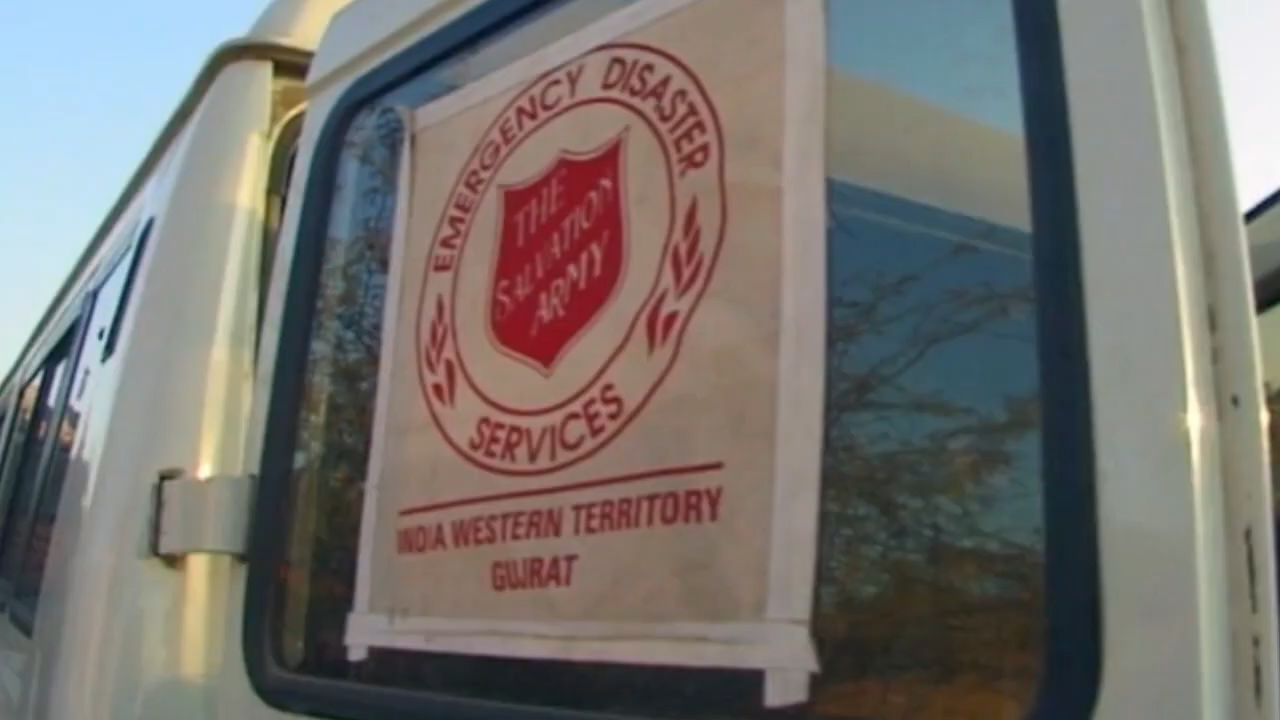 EMERGENCY DISASTER
THE
SALVATION
ARMY
SERVICES
INDIA WESTERN TERRITORY
GUJRAT